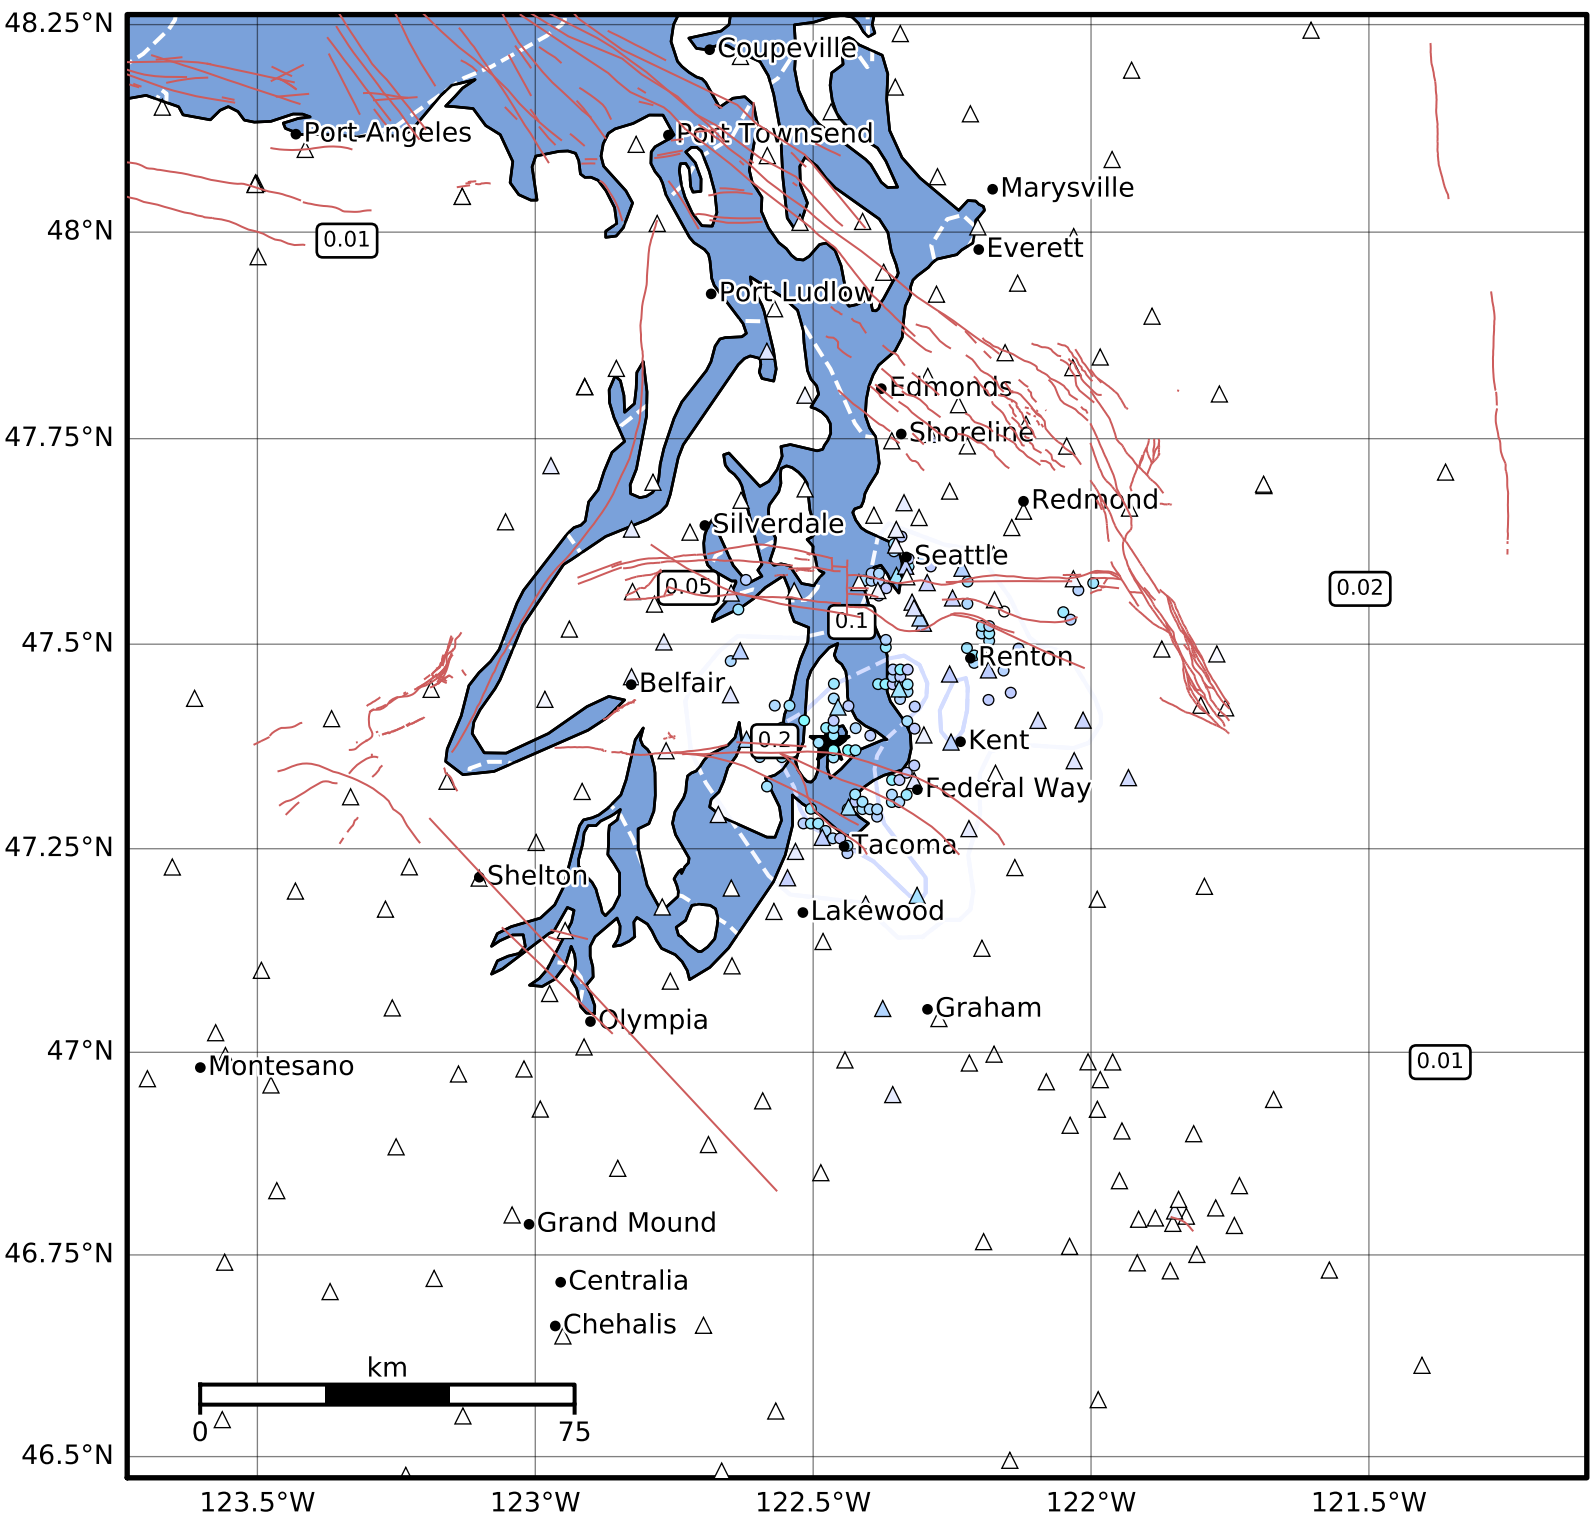 48.25°N
Coupeville
Port Angeles
Port Townsend
Marysville
48°N
0.01
Everett
Port Ludlow
Edmonds
47.75°N
Shoreline
Redmond
Silverdale
Seattle
0.05
0.02
0.1
47.5°N
Renton
Belfair
0.2
Kent
Federal Way
47.25°N
Tacoma
Shelton
Lakewood
Graham
Olympia
47°N
Montesano
0.01
Grand Mound
46.75°N
Centralia
Chehalis
km
0 75
46.5°N
123.5°W 123°W 122.5°W 122°W 121.5°W